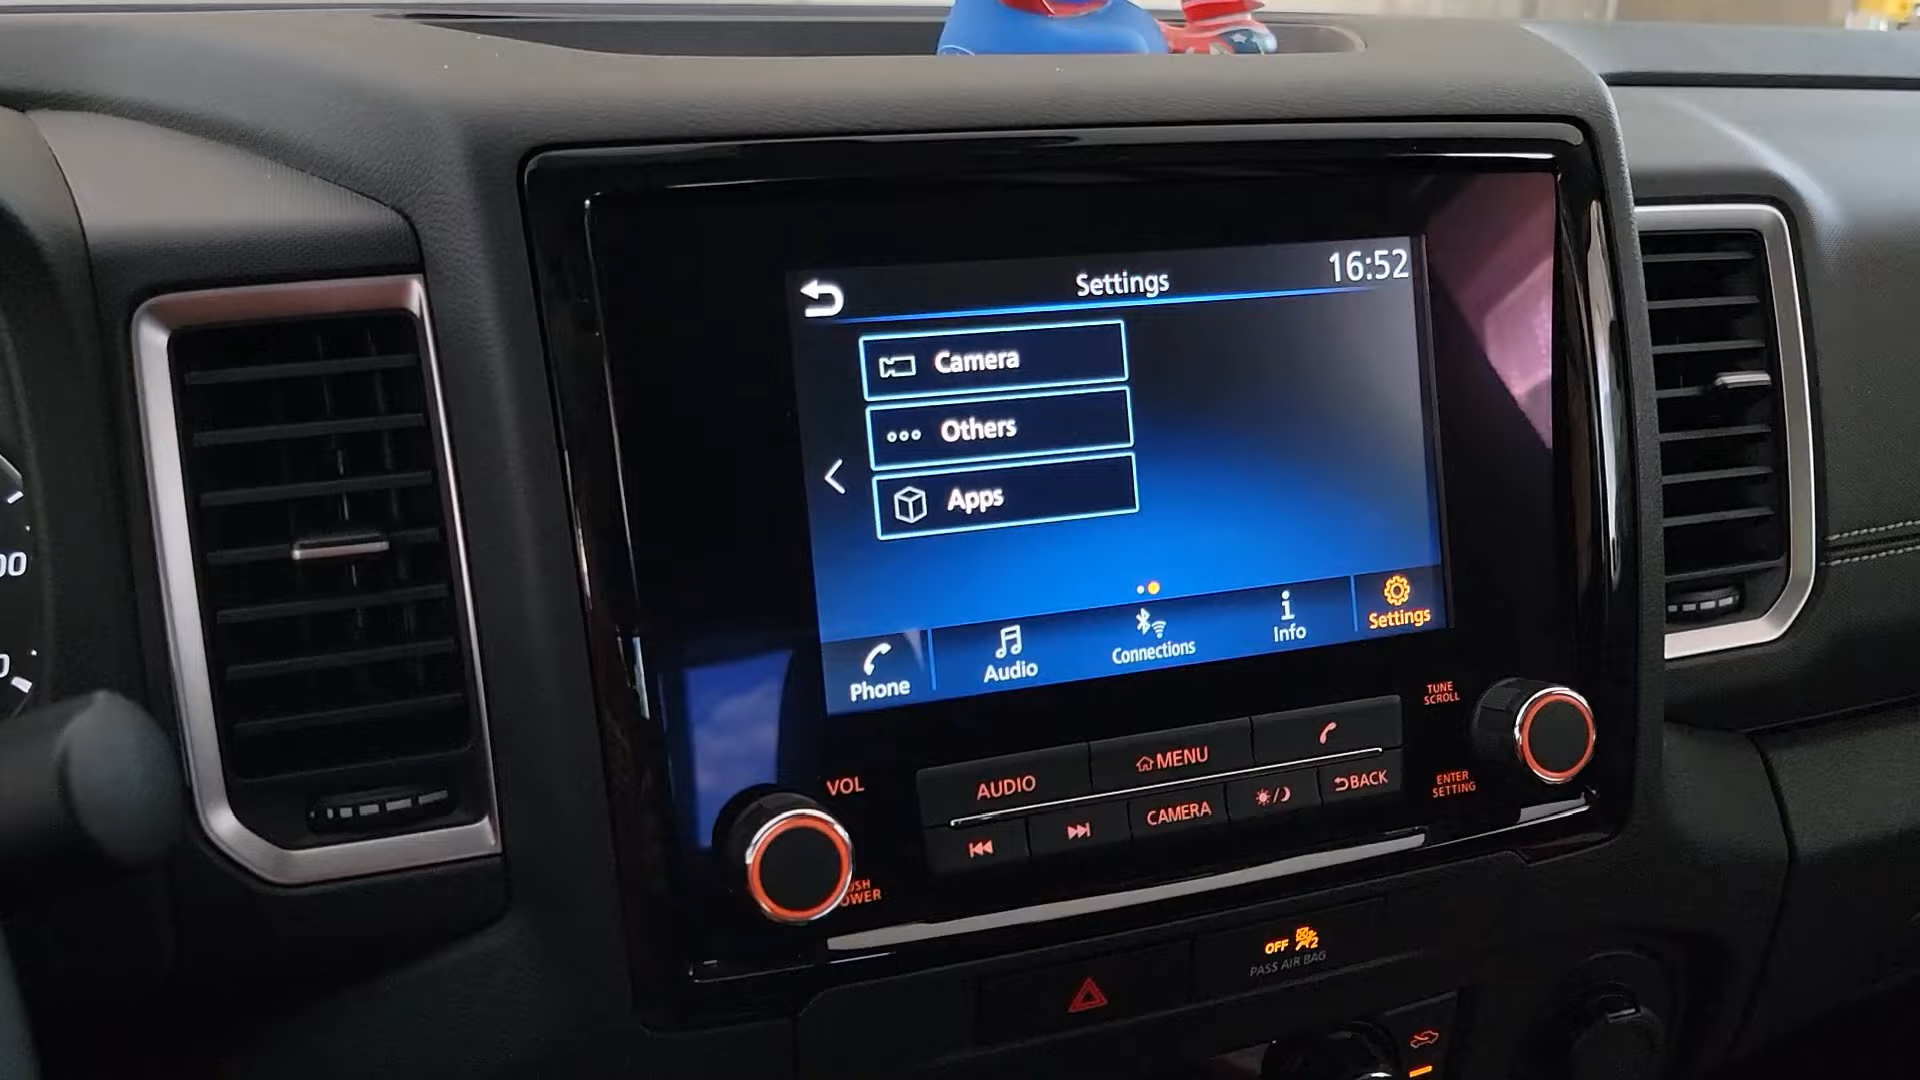 Settings
16:52
Camera
Others
Apps
Phone
Audio
Connections
Info
Settings
TUNE
SCROLL
VOL
AUDIO
MENU
ENTER
SETTING
CAMERA
BACK
OFF
PASS AIR BAG